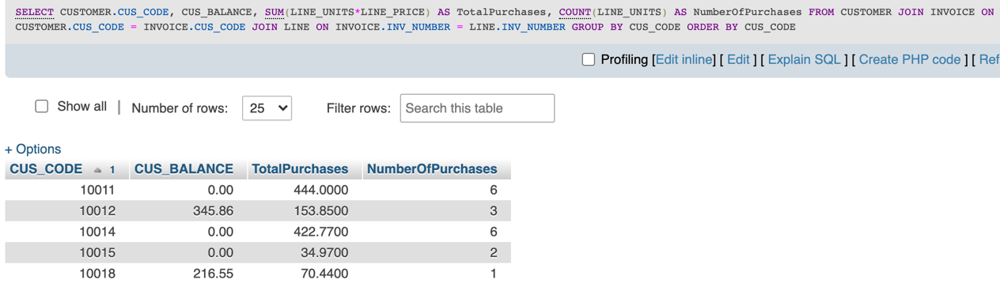 SELECT CUSTOMER.CUS_CODE, CUS_BALANCE, SUM(LINE_UNITS*LINE_PRICE) AS TotalPurchases, COUNT(LINE_UNITS) AS NumberOfPurchases FROM CUSTOMER JOIN INVOICE ON
CUSTOMER.CUS_CODE = INVOICE.CUS_CODE JOIN LINE ON INVOICE.INV_NUMBER = LINE.INV_NUMBER GROUP BY CUS_CODE ORDER BY CUS_CODE
Profiling [Edit inline] [ Edit ] [ Explain SQL ] [ Create PHP code ] [ Ref
Show all | Number of rows: 25 Filter rows: Search this table
+ Options
CUS_CODE 1 CUS_BALANCE TotalPurchases NumberOfPurchases
10011 0.00 444.0000 6
10012 345.86 153.8500 3
10014 0.00 422.7700 6
10015 0.00 34.9700 2
10018 216.55 70.4400 1